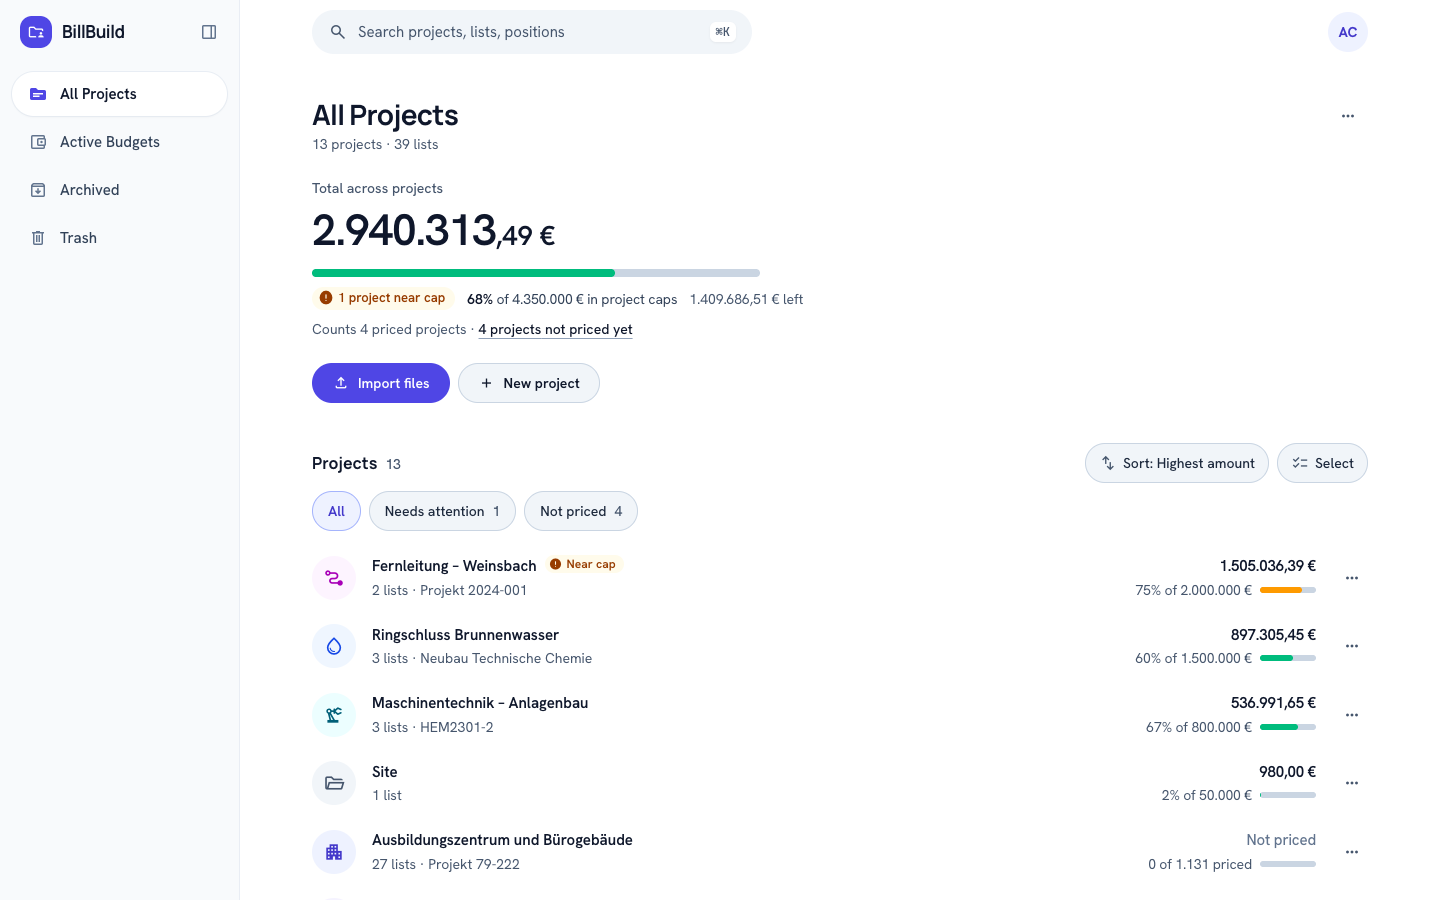 BillBuild
Search projects, lists, positions
⌘K
AC
All Projects
Active Budgets
Archived
Trash
All Projects
13 projects · 39 lists
Total across projects
2.940.313,49 €
1 project near cap 68% of 4.350.000 € in project caps 1.409.686,51 € left
Counts 4 priced projects · 4 projects not priced yet
Import files
New project
Projects 13
Sort: Highest amount
Select
All
Needs attention 1
Not priced 4
Fernleitung – Weinsbach Near cap
1.505.036,39 €
2 lists · Projekt 2024-001
75% of 2.000.000 €
Ringschluss Brunnenwasser
897.305,45 €
3 lists · Neubau Technische Chemie
60% of 1.500.000 €
Maschinentechnik – Anlagenbau
536.991,65 €
3 lists · HEM2301-2
67% of 800.000 €
Site
980,00 €
1 list
2% of 50.000 €
Ausbildungszentrum und Bürogebäude
Not priced
27 lists · Projekt 79-222
0 of 1.131 priced